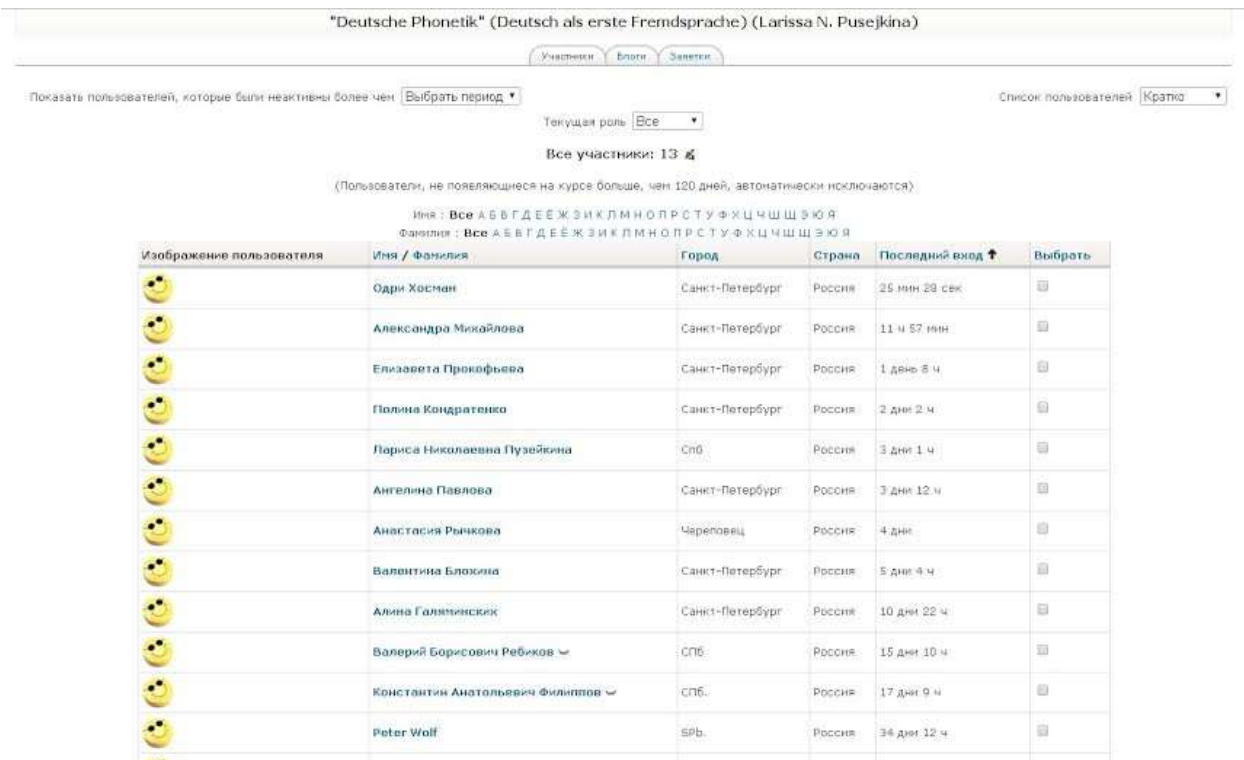 "Deutsche Phonetik" (Deutsch als erste Fremdsprache) (Larissa N. Pusejkina)
Участники Блоги Заметки
Показать пользователей, которые были неактивны более чем Выбрать период Список пользователей Кратко
Текущая роль Все
Все участники: 13
(Пользователи, не появляющиеся на курсе больше, чем 120 дней, автоматически исключаются)
Имя : Все А Б В Г Д Е Ё Ж З И К Л М Н О П Р С Т У Ф Х Ц Ч Ш Щ Э Ю Я
Фамилия : Все А Б В Г Д Е Ё Ж З И К Л М Н О П Р С Т У Ф Х Ц Ч Ш Щ Э Ю Я
Изображение пользователя Имя / Фамилия Город Страна Последний вход Выбрать
Одри Хосман Санкт-Петербург Россия 25 мин 28 сек
Александра Михайлова Санкт-Петербург Россия 11 ч 57 мин
Елизавета Прокофьева Санкт-Петербург Россия 1 день 8 ч
Полина Кондратенко Санкт-Петербург Россия 2 дни 2 ч
Лариса Николаевна Пузейкина Спб Россия 3 дни 1 ч
Ангелина Павлова Санкт-Петербург Россия 3 дни 12 ч
Анастасия Рычкова Череповец Россия 4 дни
Валентина Блохина Санкт-Петербург Россия 5 дни 4 ч
Алина Галяминских Санкт-Петербург Россия 10 дни 22 ч
Валерий Борисович Ребиков СПб Россия 15 дни 10 ч
Константин Анатольевич Филиппов СПб. Россия 17 дни 9 ч
Peter Wolf SPb. Россия 34 дни 12 ч